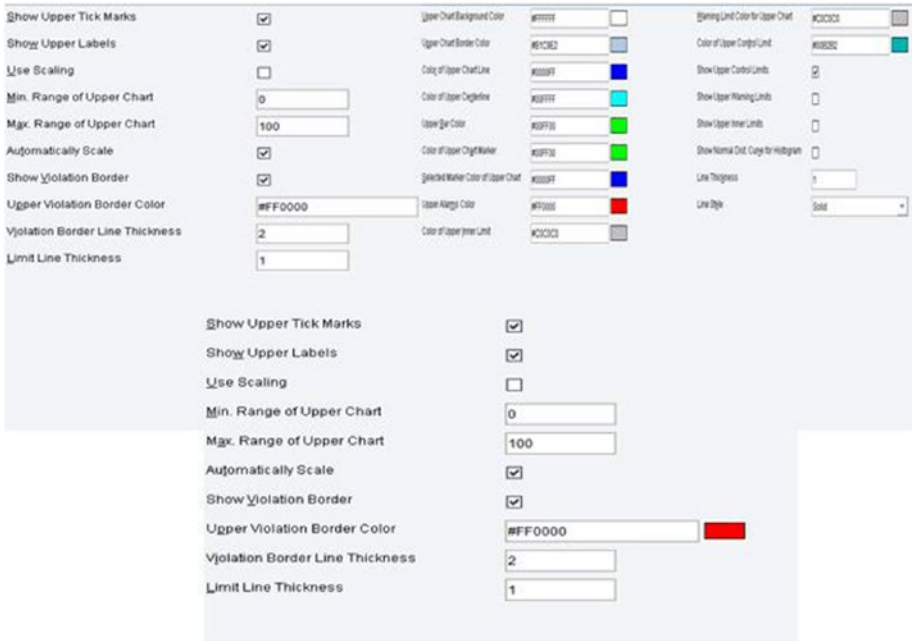 Show Upper Tick Marks
Show Upper Labels
Use Scaling
Min. Range of Upper Chart 0
Max. Range of Upper Chart 100
Automatically Scale
Show Violation Border
Upper Violation Border Color #FF0000
Violation Border Line Thickness 2
Limit Line Thickness 1
Upper Chart Background Color #FFFFFF
Upper Chart Border Color #B1C9E2
Color of Upper Chart Line #0000FF
Color of Upper Centerline #00FFFF
Upper Bar Color #00FF00
Color of Upper Chart Marker #00FF00
Selected Marker Color of Upper Chart #0000FF
Upper Alarms Color #FF0000
Color of Upper Inner Limit #C0C0C0
Warning Limit Color for Upper Chart #C0C0C0
Color of Upper Control Limit
Show Upper Control Limits
Show Upper Warning Limits
Show Upper Inner Limits
Show Normal Dist. Curve for Histogram
Line Thickness 1
Line Style Solid
Show Upper Tick Marks
Show Upper Labels
Use Scaling
Min. Range of Upper Chart 0
Max. Range of Upper Chart 100
Automatically Scale
Show Violation Border
Upper Violation Border Color #FF0000
Violation Border Line Thickness 2
Limit Line Thickness 1